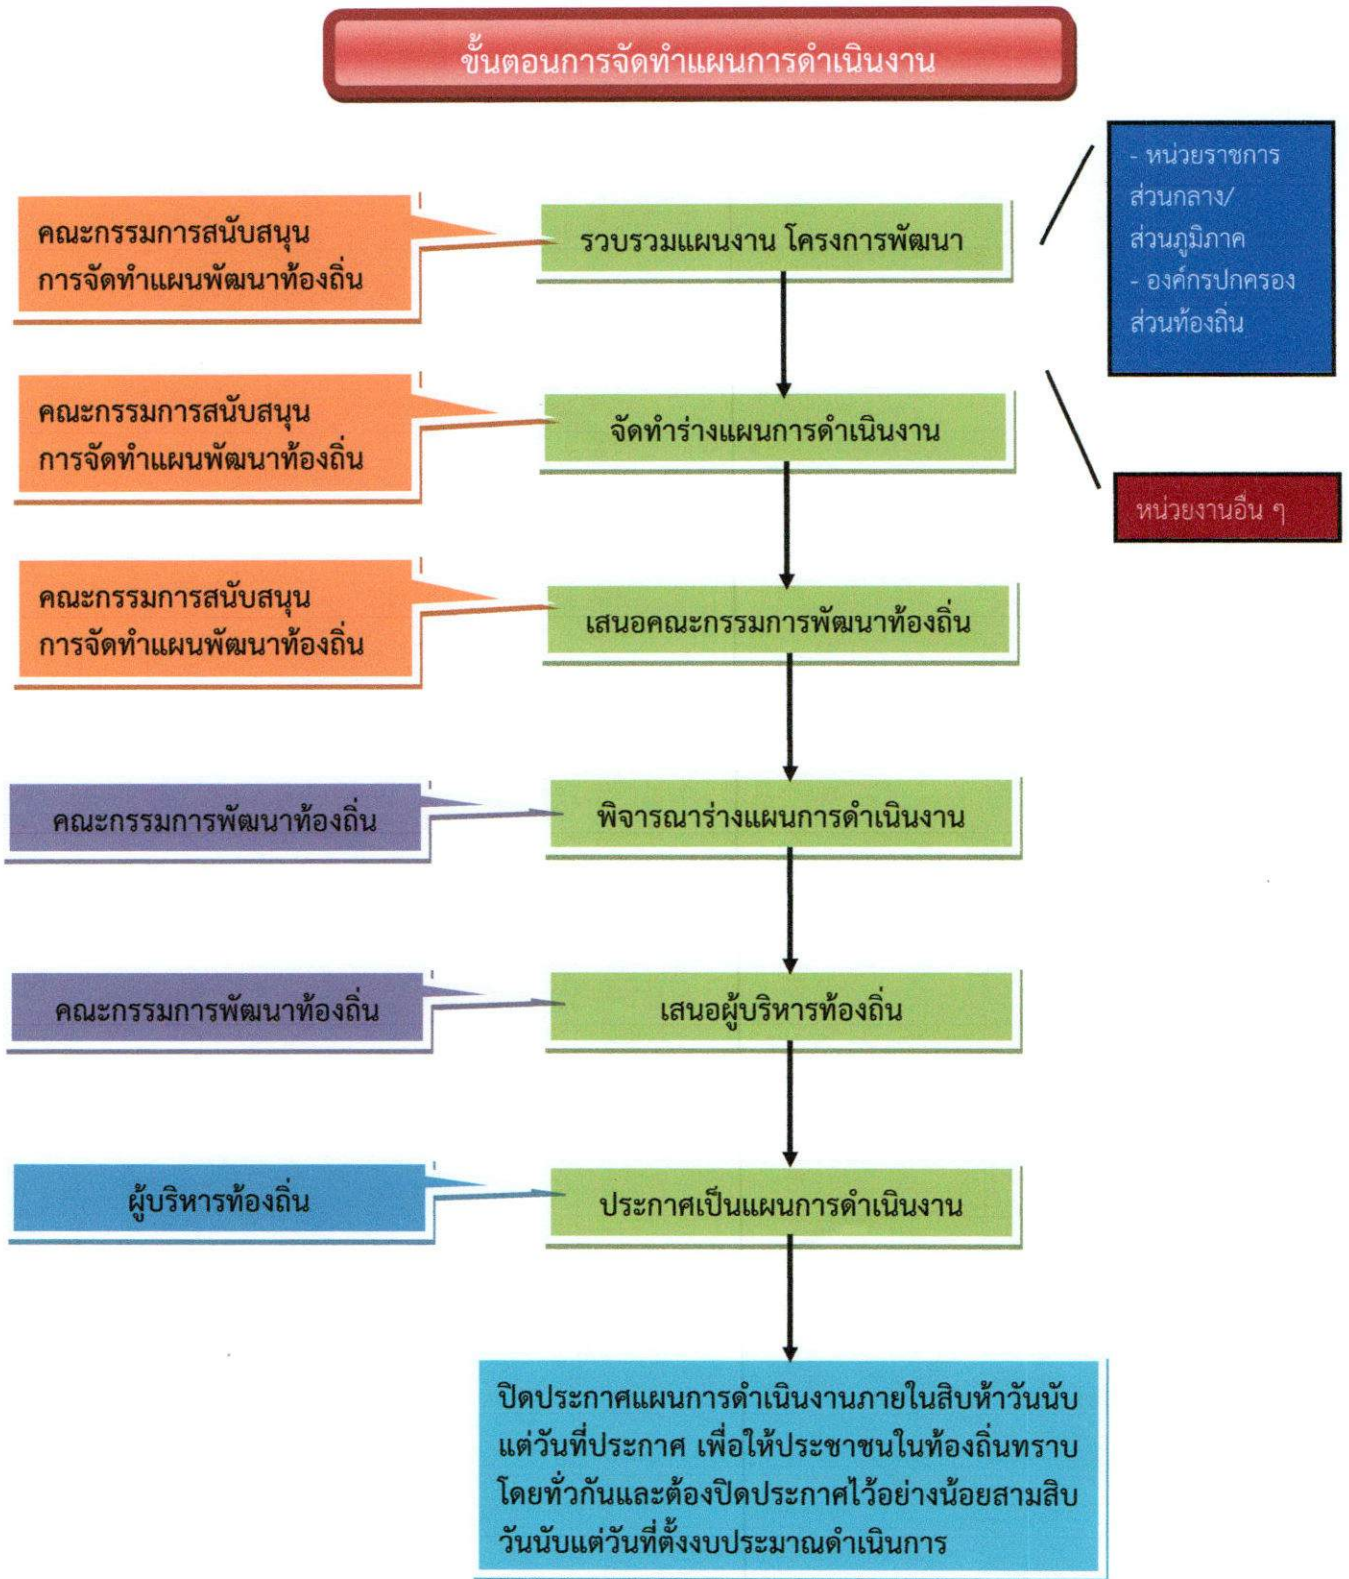 ขั้นตอนการจัดทำแผนการดำเนินงาน
- หน่วยราชการ
ส่วนกลาง/
ส่วนภูมิภาค
- องค์กรปกครอง
ส่วนท้องถิ่น
คณะกรรมการสนับสนุน
การจัดทำแผนพัฒนาท้องถิ่น
รวบรวมแผนงาน โครงการพัฒนา
คณะกรรมการสนับสนุน
การจัดทำแผนพัฒนาท้องถิ่น
จัดทำร่างแผนการดำเนินงาน
หน่วยงานอื่น ๆ
คณะกรรมการสนับสนุน
การจัดทำแผนพัฒนาท้องถิ่น
เสนอคณะกรรมการพัฒนาท้องถิ่น
คณะกรรมการพัฒนาท้องถิ่น
พิจารณาร่างแผนการดำเนินงาน
คณะกรรมการพัฒนาท้องถิ่น
เสนอผู้บริหารท้องถิ่น
ผู้บริหารท้องถิ่น
ประกาศเป็นแผนการดำเนินงาน
ปิดประกาศแผนการดำเนินงานภายในสิบห้าวันนับ
แต่วันที่ประกาศ เพื่อให้ประชาชนในท้องถิ่นทราบ
โดยทั่วกันและต้องปิดประกาศไว้อย่างน้อยสามสิบ
วันนับแต่วันที่ตั้งงบประมาณดำเนินการ